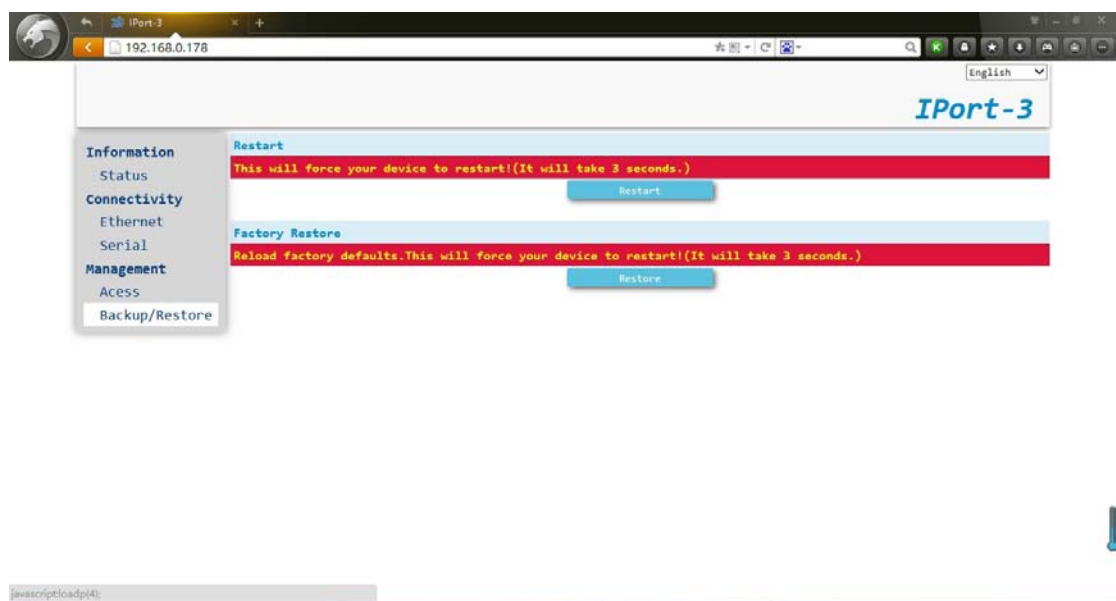 IPort-3
192.168.0.178
English
IPort-3
Information
Status
Connectivity
Ethernet
Serial
Management
Acess
Backup/Restore
Restart
This will force your device to restart!(It will take 3 seconds.)
Restart
Factory Restore
Reload factory defaults.This will force your device to restart!(It will take 3 seconds.)
Restore
javascript:loadp(4);